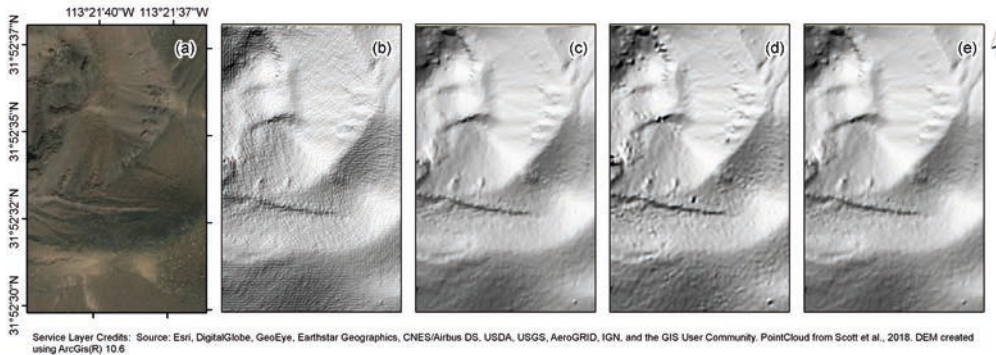 113°21'40"W 113°21'37"W
(a) (b) (c) (d) (e)
31°52'37"N
31°52'35"N
31°52'32"N
31°52'30"N
Service Layer Credits: Source: Esri, DigitalGlobe, GeoEye, Earthstar Geographics, CNES/Airbus DS, USDA, USGS, AeroGRID, IGN, and the GIS User Community. PointCloud from Scott et al., 2018. DEM created
using ArcGis(R) 10.6